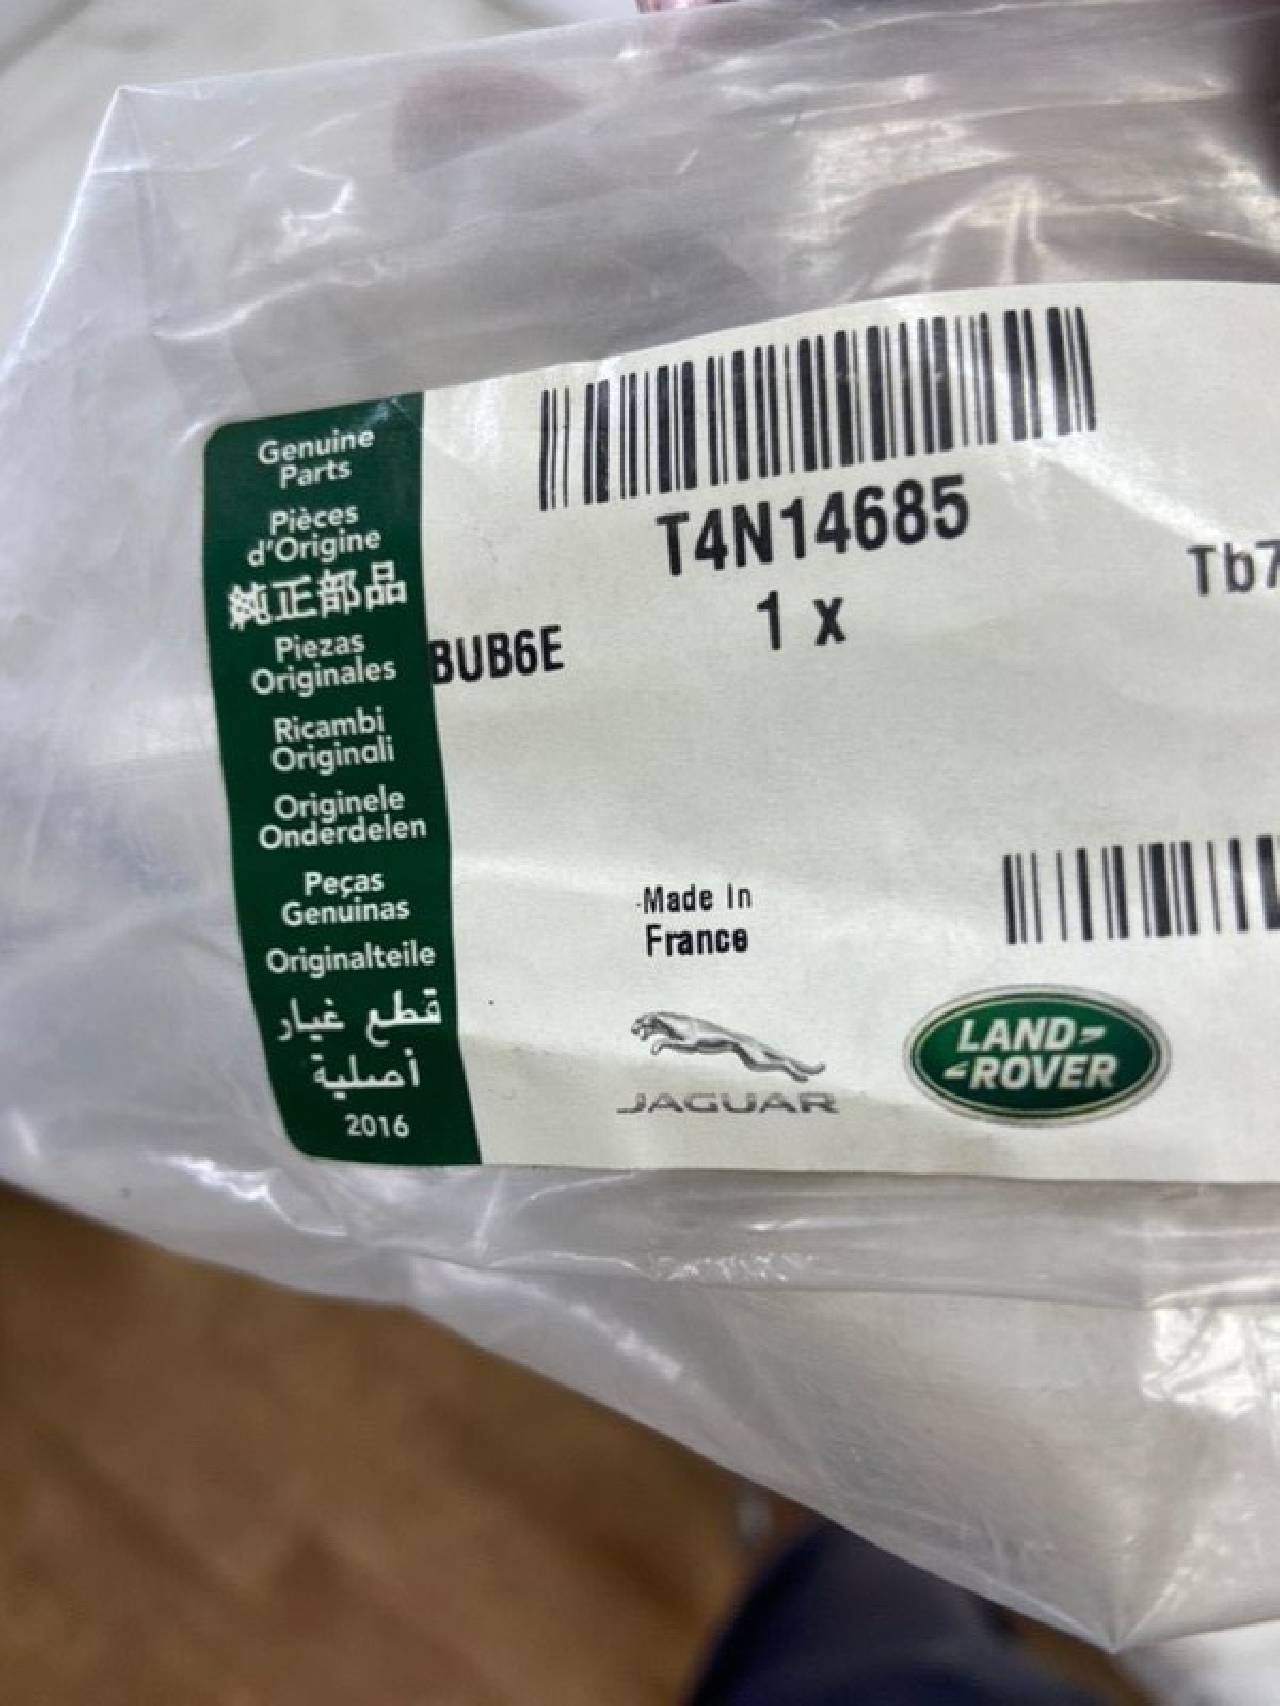 Genuine
Parts
Pièces
d'Origine
純正部品
Piezas
Originales
Ricambi
Originali
Originele
Onderdelen
Peças
Genuinas
Originalteile
قطع غيار
أصلية
2016
T4N14685
1 x
Tb7
BUB6E
Made In
France
JAGUAR
LAND-
-ROVER